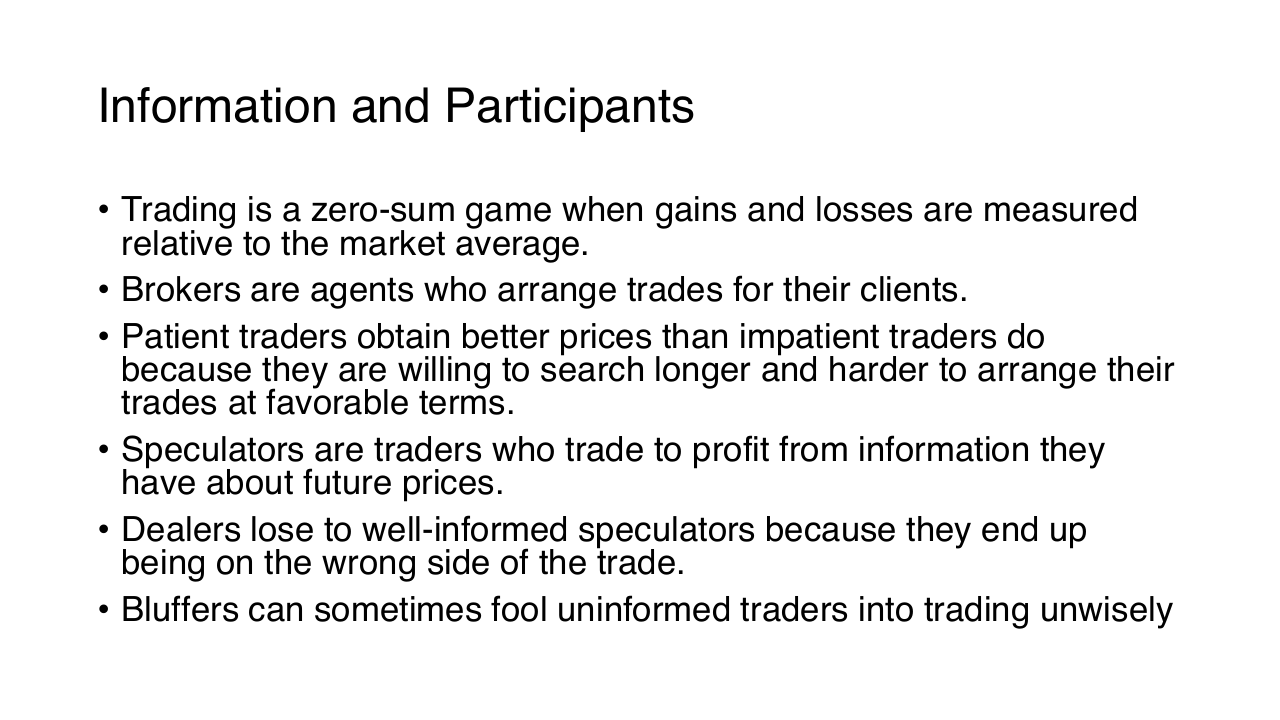 Information and Participants
• Trading is a zero-sum game when gains and losses are measured
relative to the market average.
• Brokers are agents who arrange trades for their clients.
• Patient traders obtain better prices than impatient traders do
because they are willing to search longer and harder to arrange their
trades at favorable terms.
• Speculators are traders who trade to profit from information they
have about future prices.
• Dealers lose to well-informed speculators because they end up
being on the wrong side of the trade.
• Bluffers can sometimes fool uninformed traders into trading unwisely